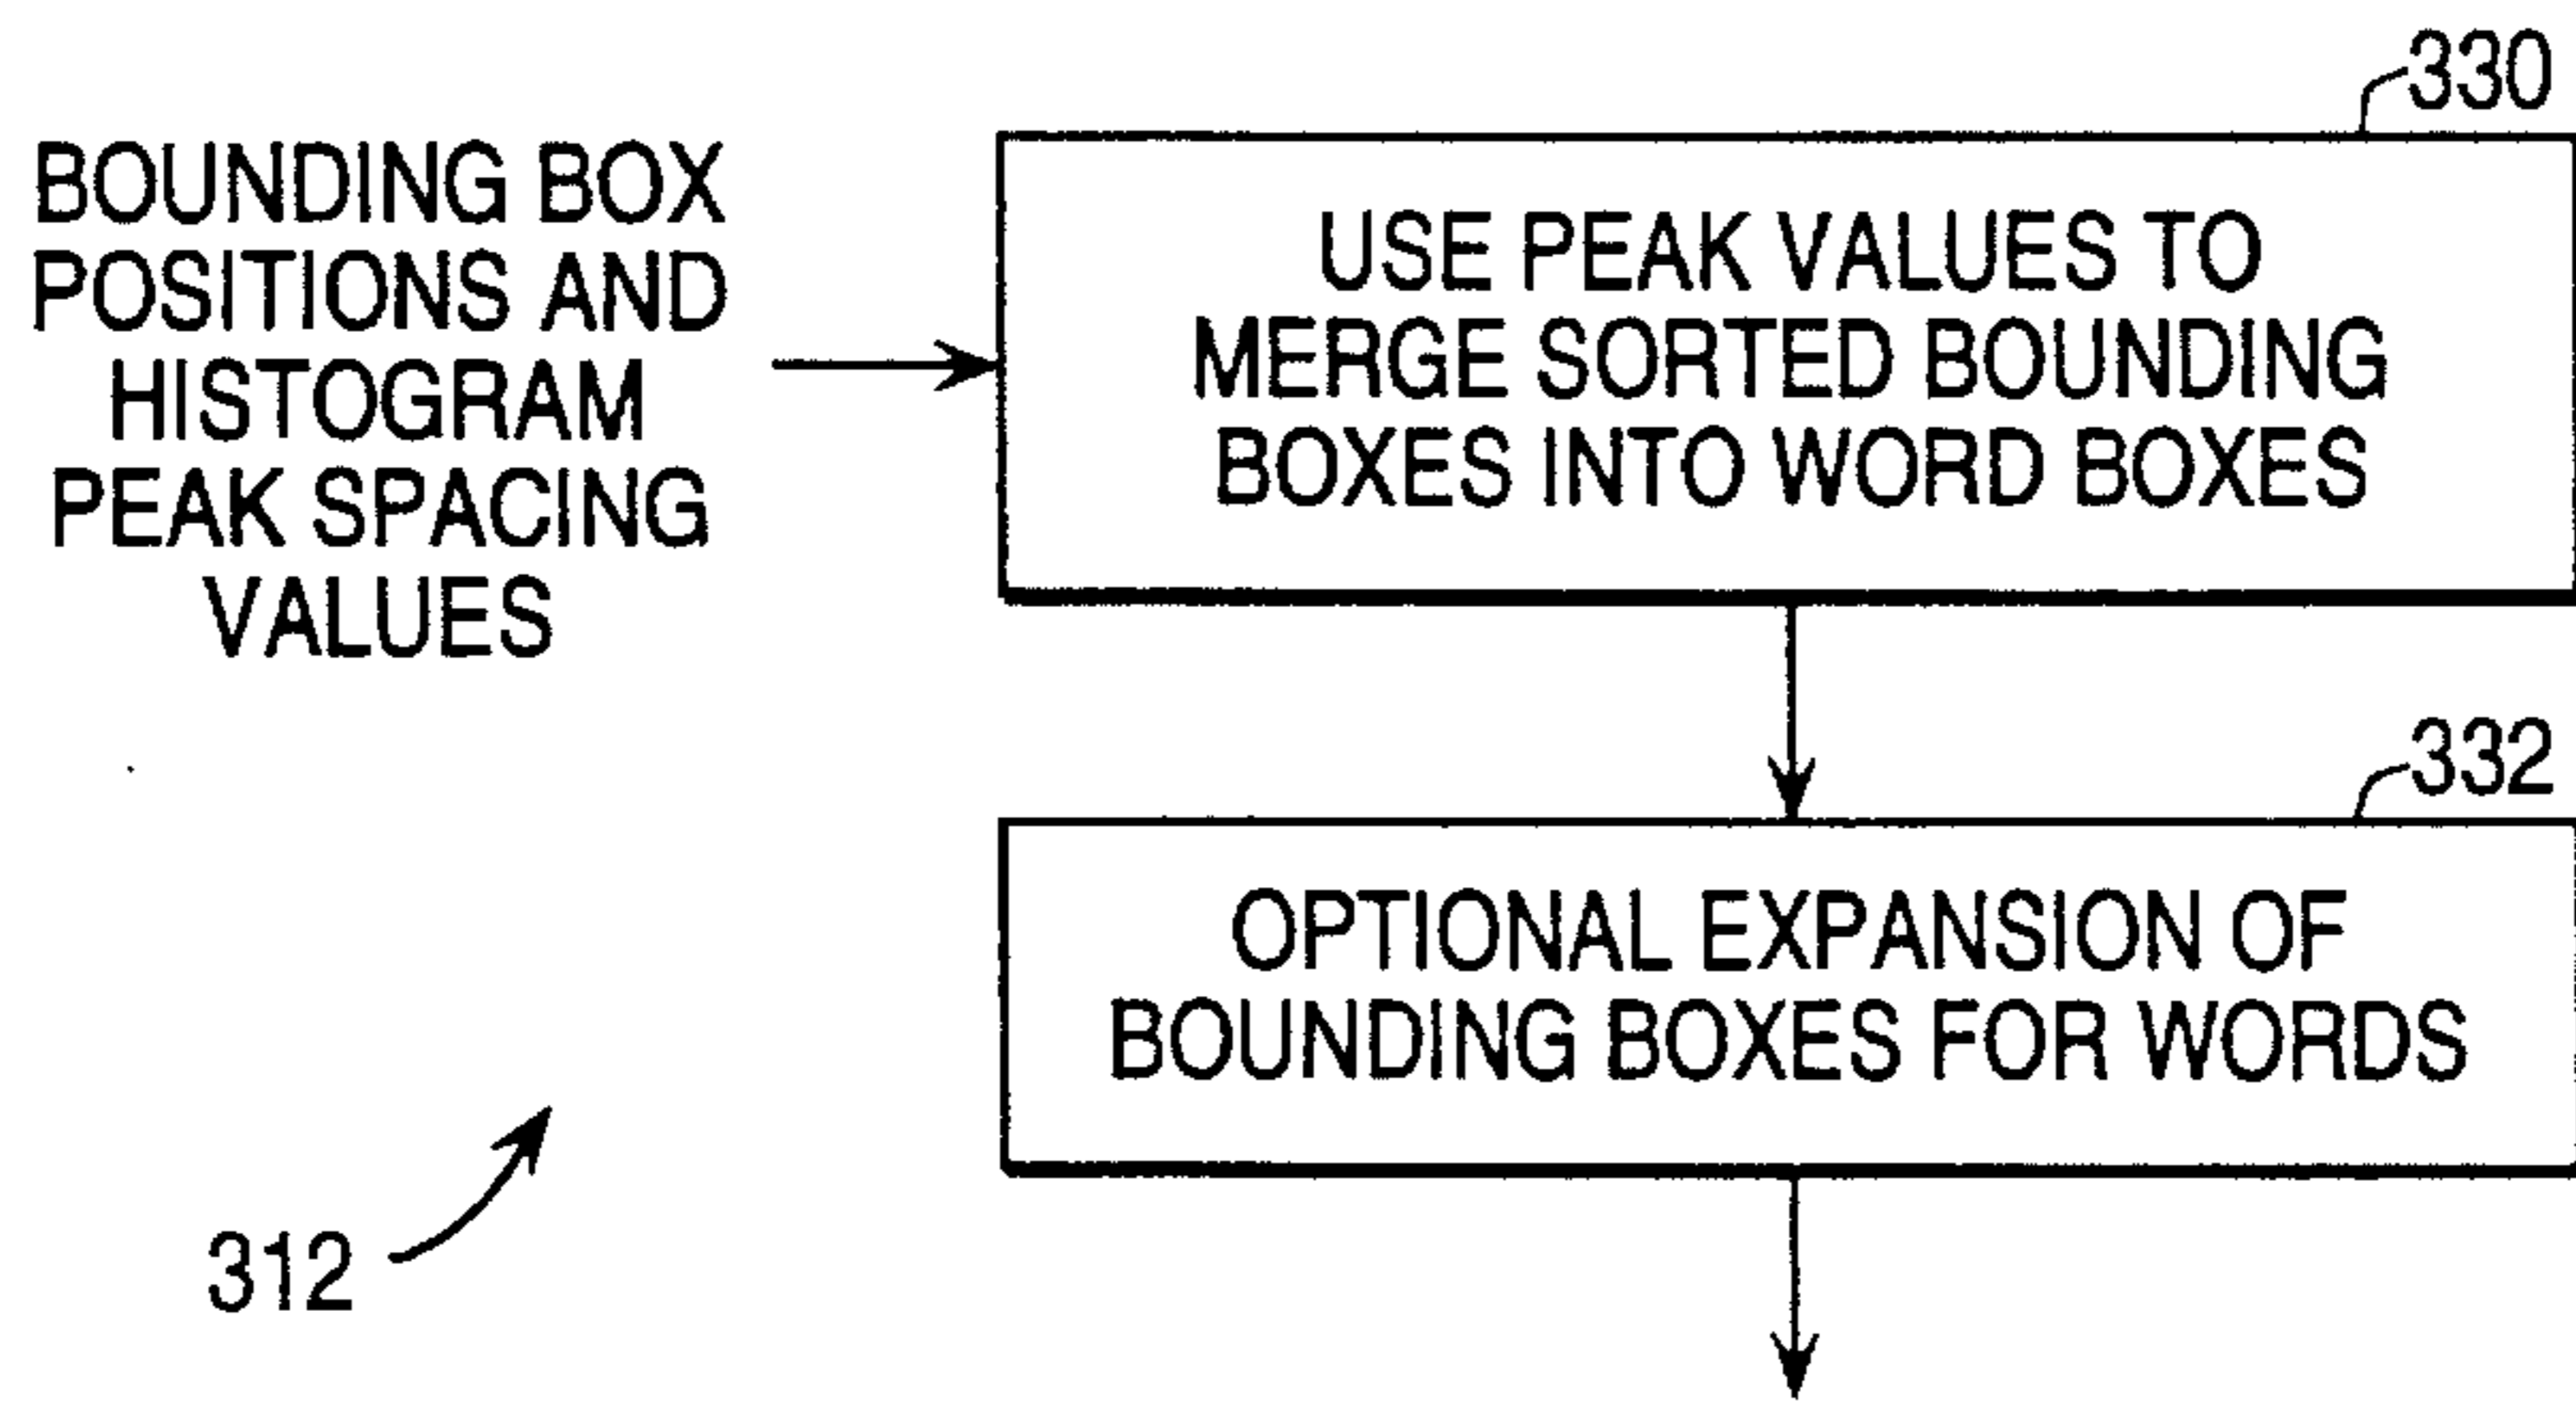 330
BOUNDING BOX
POSITIONS AND
HISTOGRAM
PEAK SPACING
VALUES
USE PEAK VALUES TO
MERGE SORTED BOUNDING
BOXES INTO WORD BOXES
332
OPTIONAL EXPANSION OF
BOUNDING BOXES FOR WORDS
312